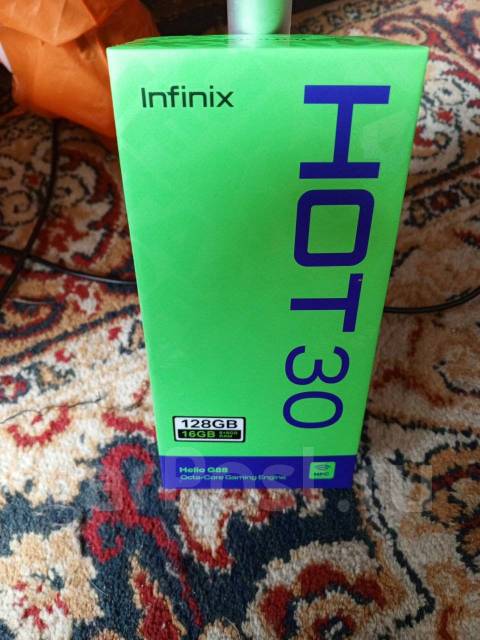 Infinix
HOT 30
128GB
16GB
Helio G88
Octa-Core Gaming Engine
NFC